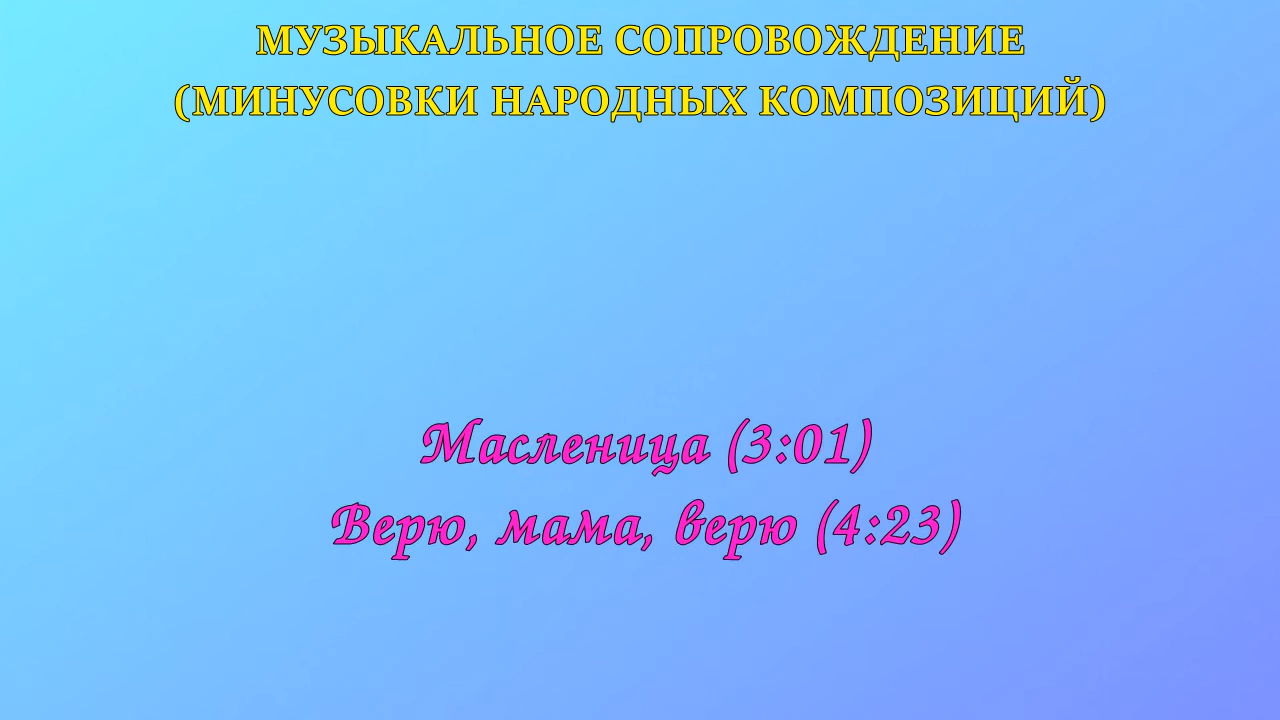 МУЗЫКАЛЬНОЕ СОПРОВОЖДЕНИЕ
(МИНУСОВКИ НАРОДНЫХ КОМПОЗИЦИЙ)
Масленица (3:01)
Верю, мама, верю (4:23)